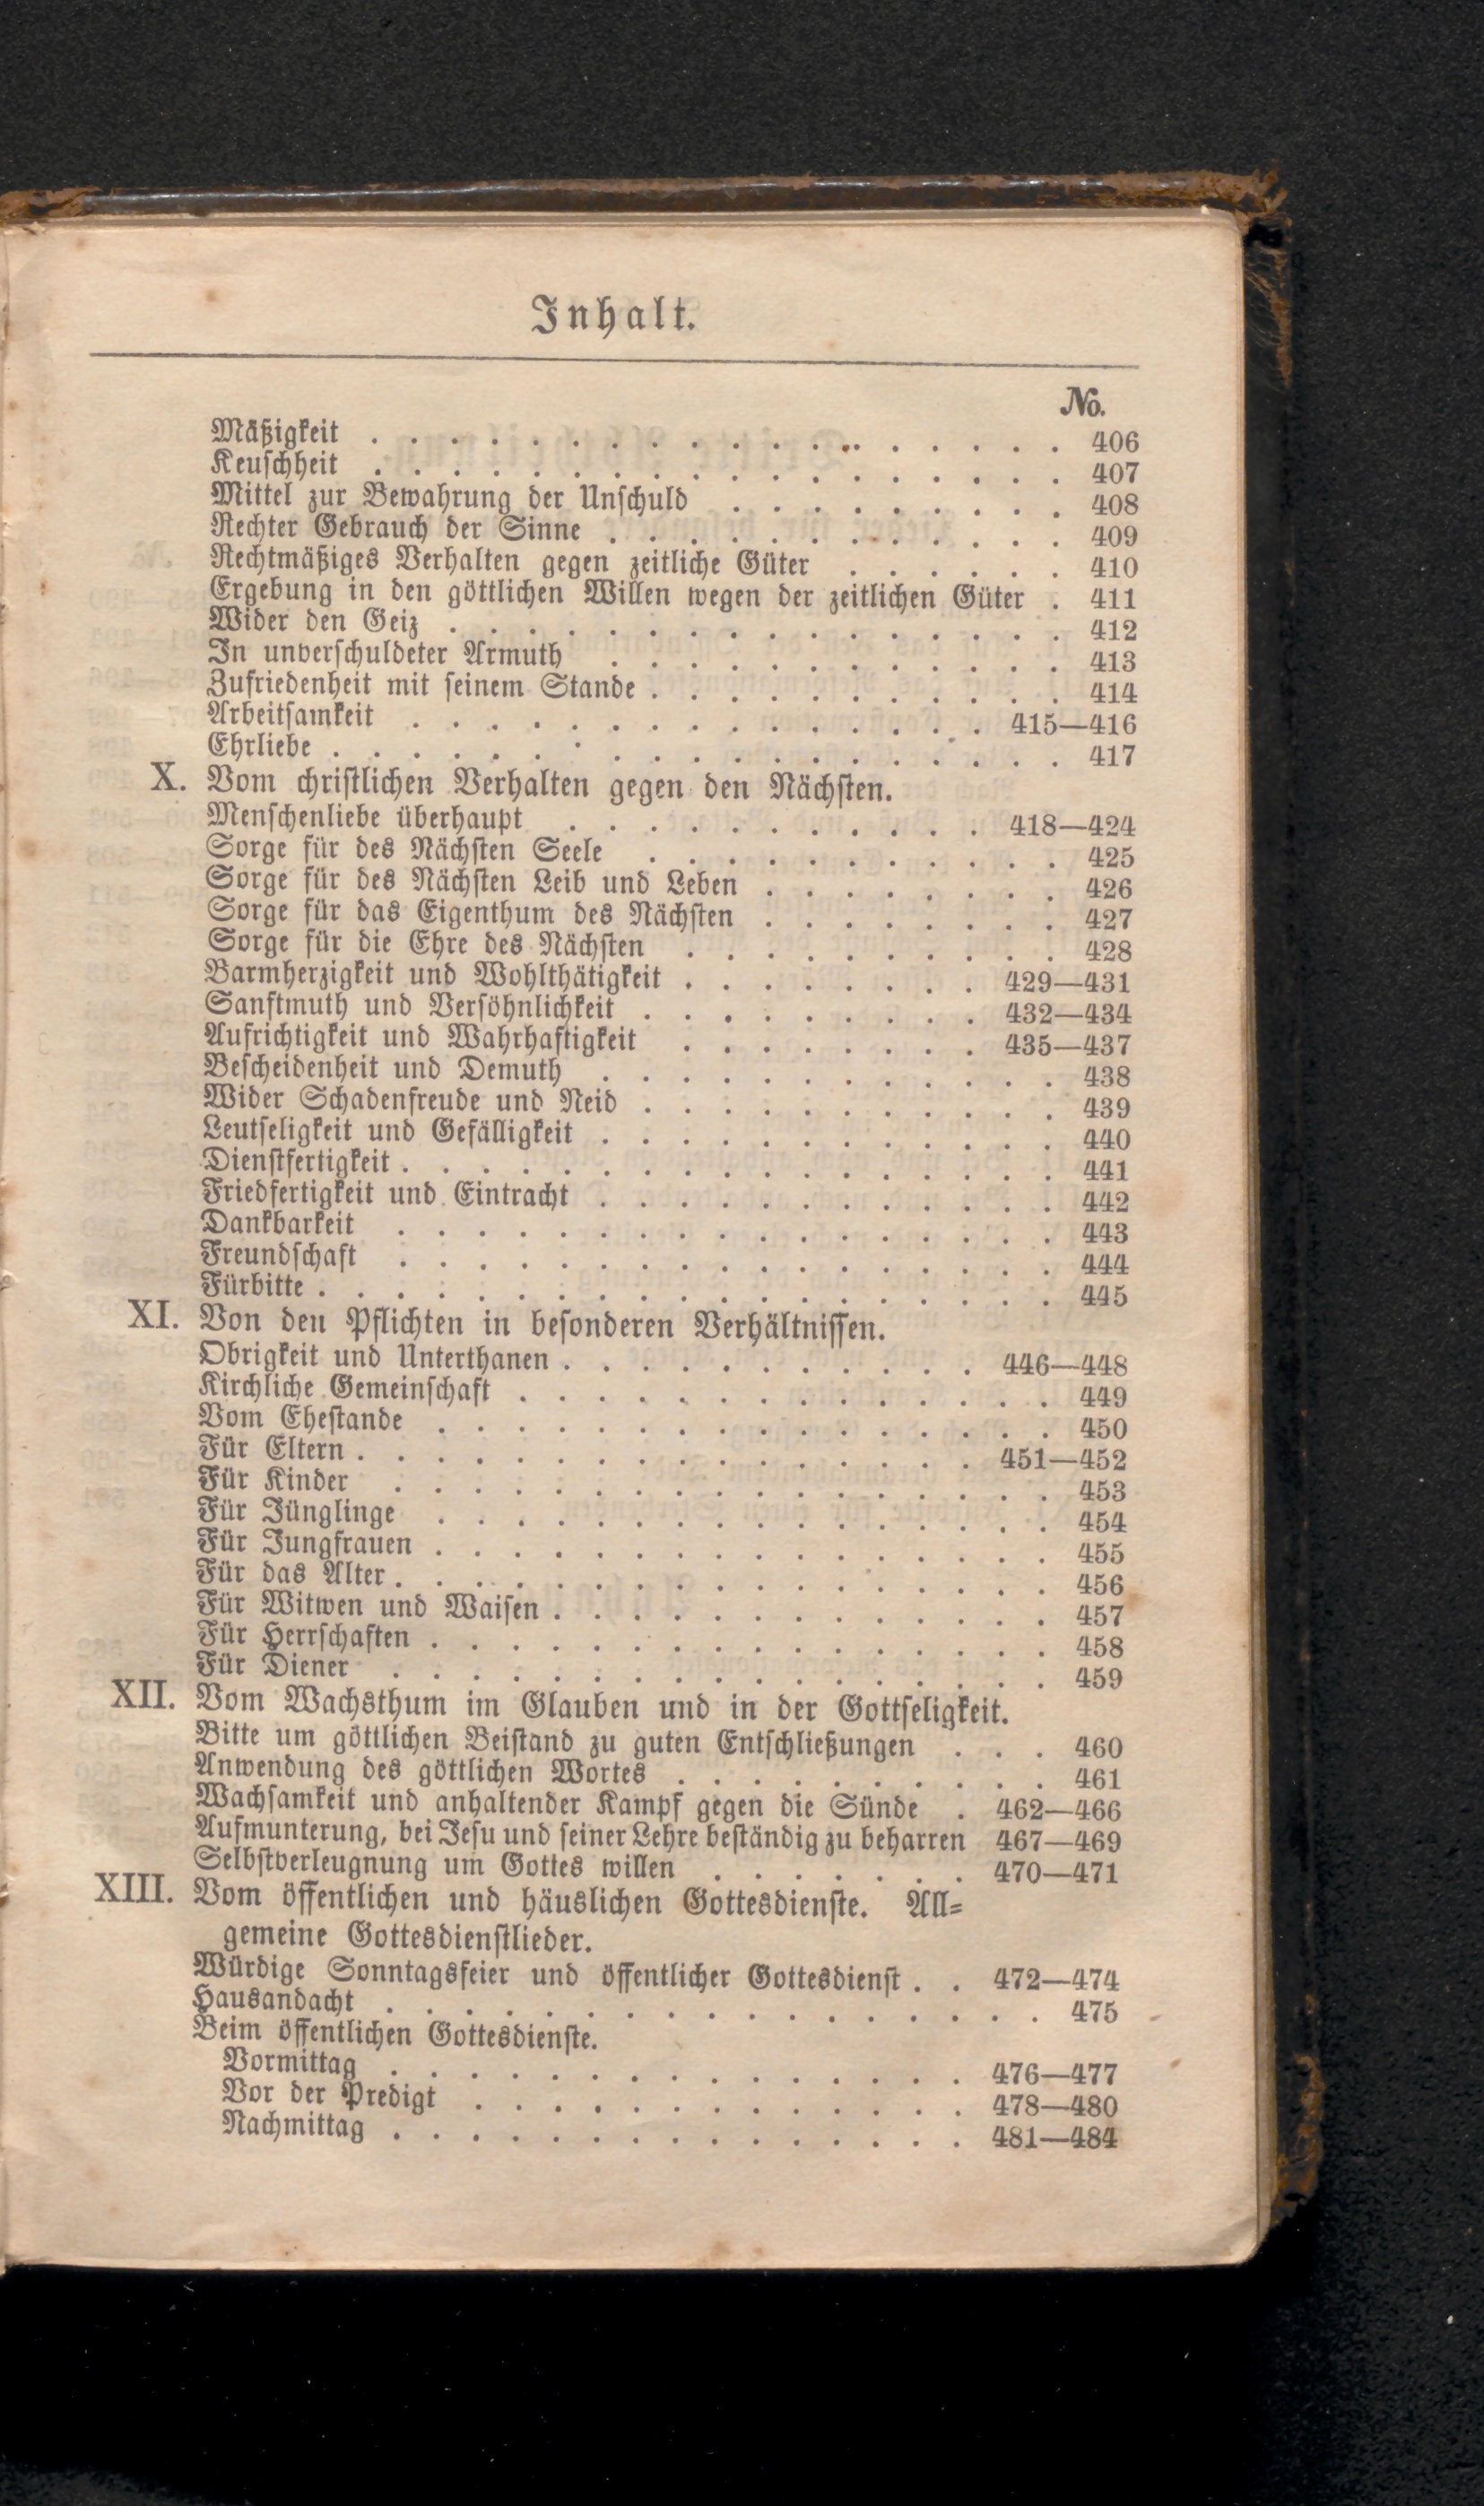 Inhalt.
No.
Mäßigkeit . . . . . . . . . . . . . . . . . . 406
Keuschheit . . . . . . . . . . . . . . . . . . 407
Mittel zur Bewahrung der Unschuld . . . . . . . . . 408
Rechter Gebrauch der Sinne . . . . . . . . . . . . 409
Rechtmäßiges Verhalten gegen zeitliche Güter . . . . . . 410
Ergebung in den göttlichen Willen wegen der zeitlichen Güter . 411
Wider den Geiz . . . . . . . . . . . . . . . . 412
In unverschuldeter Armuth . . . . . . . . . . . . 413
Zufriedenheit mit seinem Stande . . . . . . . . . . . 414
Arbeitsamkeit . . . . . . . . . . . . . . . 415—416
Ehrliebe . . . . . . . . . . . . . . . . . . . 417
X. Vom christlichen Verhalten gegen den Nächsten.
Menschenliebe überhaupt . . . . . . . . . . . 418—424
Sorge für des Nächsten Seele . . . . . . . . . . . 425
Sorge für des Nächsten Leib und Leben . . . . . . . . 426
Sorge für das Eigenthum des Nächsten . . . . . . . . 427
Sorge für die Ehre des Nächsten . . . . . . . . . . 428
Barmherzigkeit und Wohlthätigkeit . . . . . . . . 429—431
Sanftmuth und Versöhnlichkeit . . . . . . . . . 432—434
Aufrichtigkeit und Wahrhaftigkeit . . . . . . . . 435—437
Bescheidenheit und Demuth . . . . . . . . . . . . 438
Wider Schadenfreude und Neid . . . . . . . . . . . 439
Leutseligkeit und Gefälligkeit . . . . . . . . . . . . 440
Dienstfertigkeit . . . . . . . . . . . . . . . . . 441
Friedfertigkeit und Eintracht . . . . . . . . . . . . 442
Dankbarkeit . . . . . . . . . . . . . . . . . 443
Freundschaft . . . . . . . . . . . . . . . . . 444
Fürbitte . . . . . . . . . . . . . . . . . . . 445
XI. Von den Pflichten in besonderen Verhältnissen.
Obrigkeit und Unterthanen . . . . . . . . . . . 446—448
Kirchliche Gemeinschaft . . . . . . . . . . . . . . 449
Vom Ehestande . . . . . . . . . . . . . . . . 450
Für Eltern . . . . . . . . . . . . . . . . 451—452
Für Kinder . . . . . . . . . . . . . . . . . 453
Für Jünglinge . . . . . . . . . . . . . . . . 454
Für Jungfrauen . . . . . . . . . . . . . . . . 455
Für das Alter . . . . . . . . . . . . . . . . . 456
Für Witwen und Waisen . . . . . . . . . . . . . 457
Für Herrschaften . . . . . . . . . . . . . . . . 458
Für Diener . . . . . . . . . . . . . . . . . 459
XII. Vom Wachsthum im Glauben und in der Gottseligkeit.
Bitte um göttlichen Beistand zu guten Entschließungen . . . 460
Anwendung des göttlichen Wortes . . . . . . . . . . 461
Wachsamkeit und anhaltender Kampf gegen die Sünde . 462—466
Aufmunterung, bei Jesu und seiner Lehre beständig zu beharren 467—469
Selbstverleugnung um Gottes willen . . . . . . . 470—471
XIII. Vom öffentlichen und häuslichen Gottesdienste. All-
gemeine Gottesdienstlieder.
Würdige Sonntagsfeier und öffentlicher Gottesdienst . . 472—474
Hausandacht . . . . . . . . . . . . . . . . . 475
Beim öffentlichen Gottesdienste.
Vormittag . . . . . . . . . . . . . . . 476—477
Vor der Predigt . . . . . . . . . . . . . 478—480
Nachmittag . . . . . . . . . . . . . . . 481—484